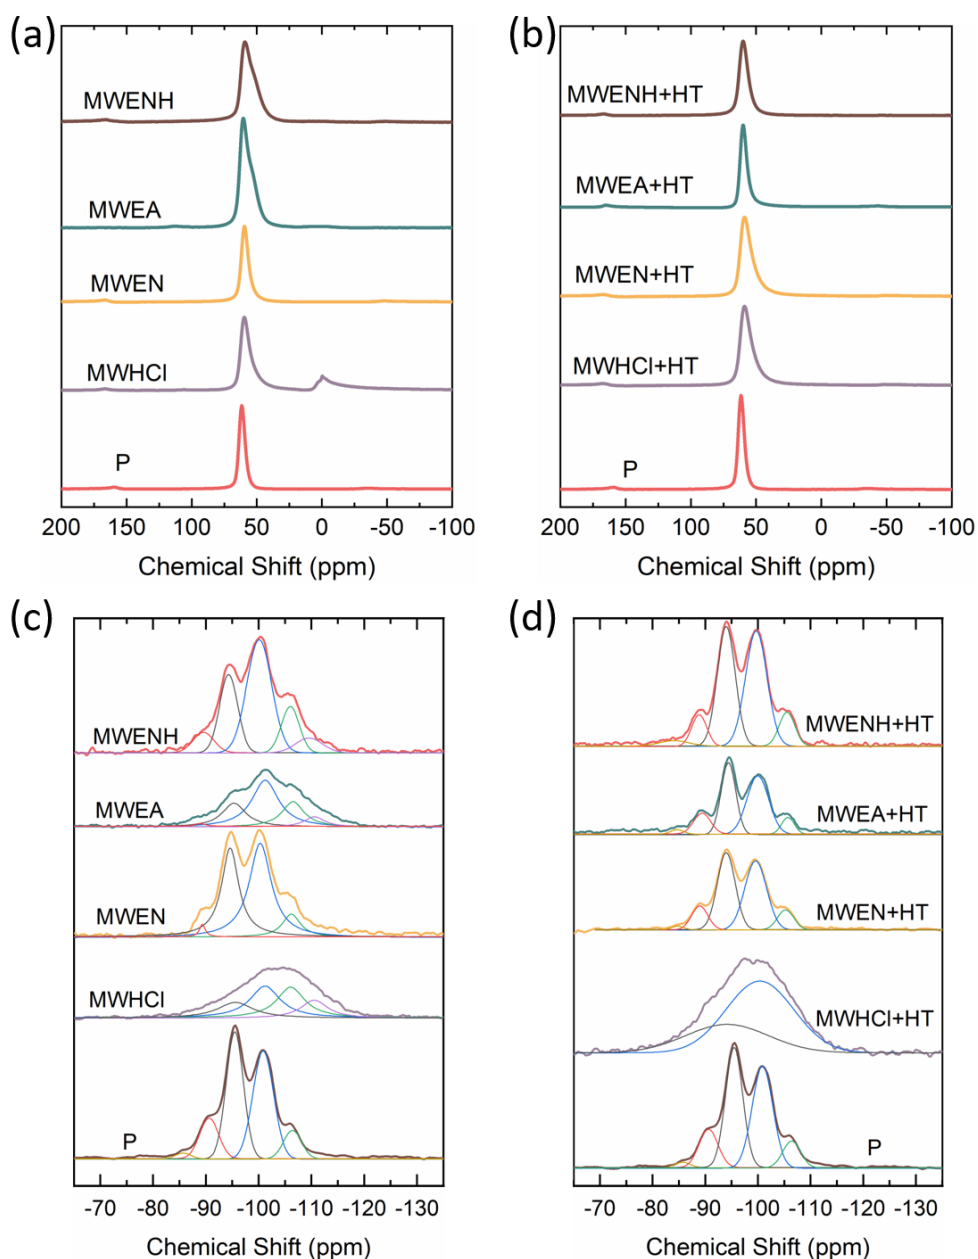 (a)
MWENH
MWEA
MWEN
MWHCl
P
200 150 100 50 0 -50 -100
Chemical Shift (ppm)
(b)
MWENH+HT
MWEA+HT
MWEN+HT
MWHCl+HT
P
200 150 100 50 0 -50 -100
Chemical Shift (ppm)
(c)
MWENH
MWEA
MWEN
MWHCl
P
-70 -80 -90 -100 -110 -120 -130
Chemical Shift (ppm)
(d)
MWENH+HT
MWEA+HT
MWEN+HT
MWHCl+HT
P
-70 -80 -90 -100 -110 -120 -130
Chemical Shift (ppm)